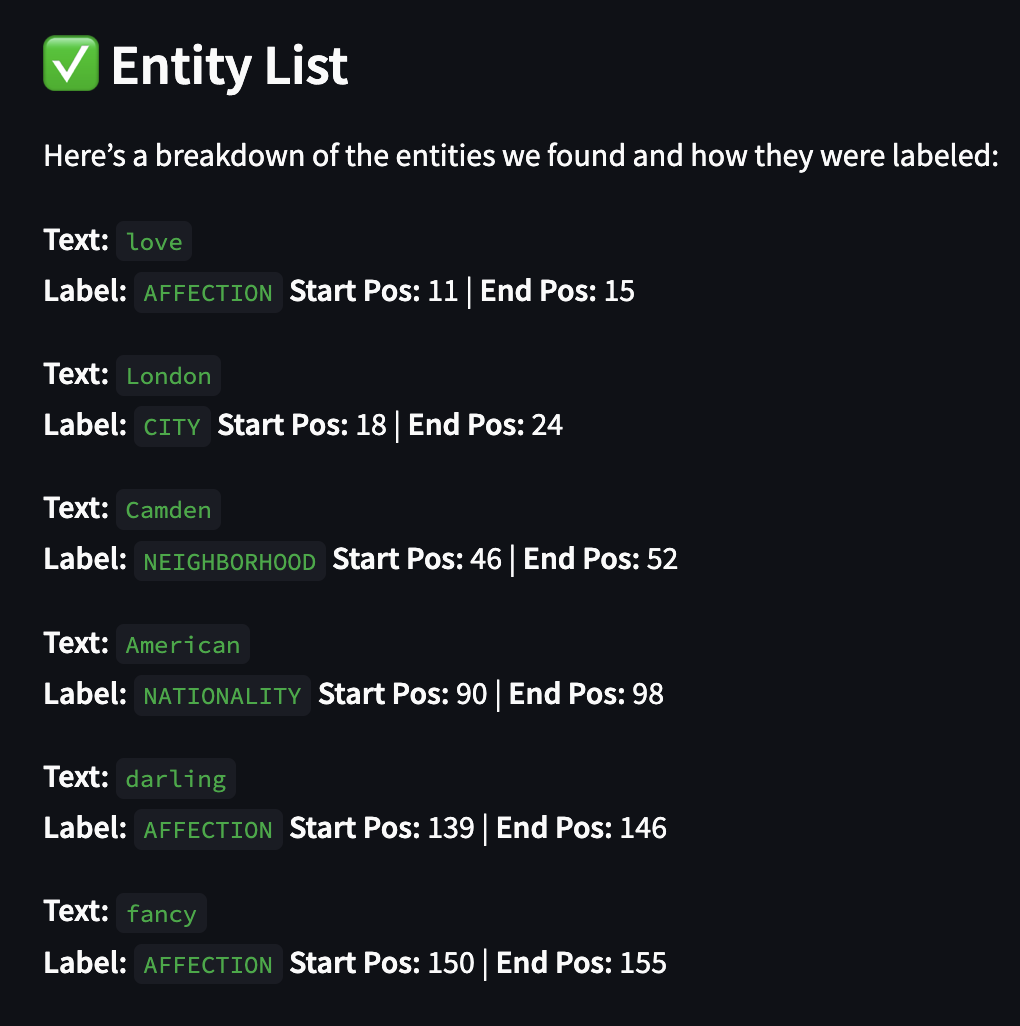 ✅ Entity List
Here’s a breakdown of the entities we found and how they were labeled:
Text: love
Label: AFFECTION Start Pos: 11 | End Pos: 15
Text: London
Label: CITY Start Pos: 18 | End Pos: 24
Text: Camden
Label: NEIGHBORHOOD Start Pos: 46 | End Pos: 52
Text: American
Label: NATIONALITY Start Pos: 90 | End Pos: 98
Text: darling
Label: AFFECTION Start Pos: 139 | End Pos: 146
Text: fancy
Label: AFFECTION Start Pos: 150 | End Pos: 155